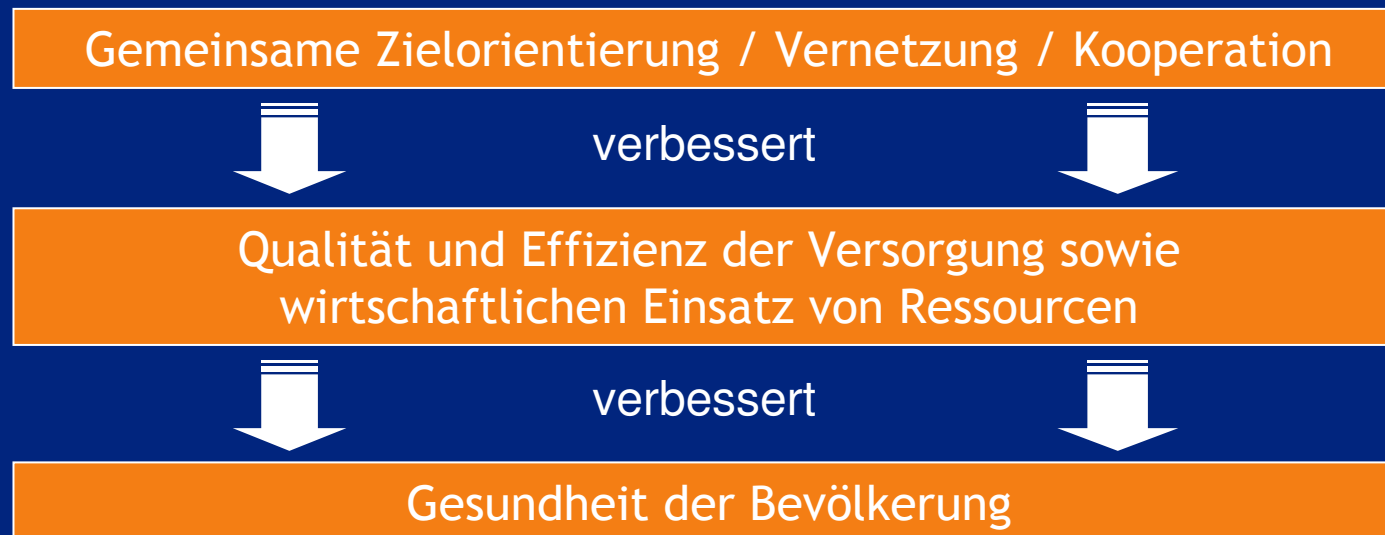 Gemeinsame Zielorientierung / Vernetzung / Kooperation
verbessert
Qualität und Effizienz der Versorgung sowie
wirtschaftlichen Einsatz von Ressourcen
verbessert
Gesundheit der Bevölkerung